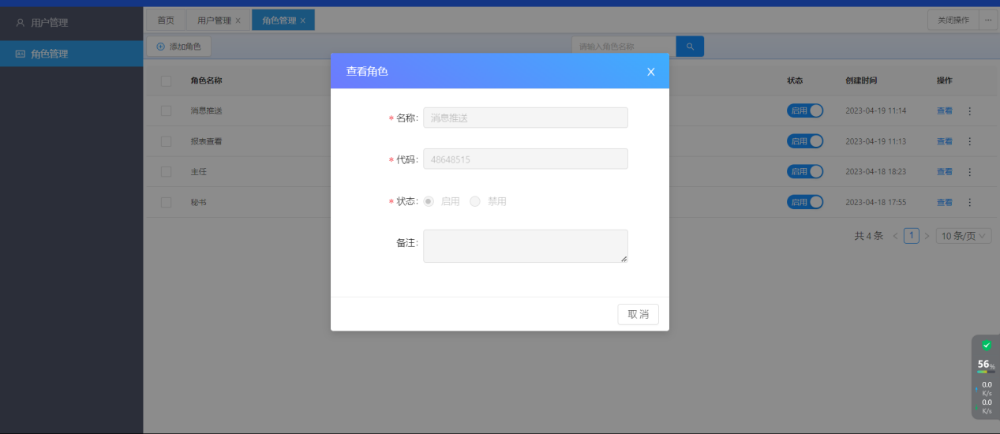 用户管理
角色管理
首页 用户管理 × 角色管理 × 关闭操作 ···
添加角色 请输入角色名称
角色名称 状态 创建时间 操作
消息推送 启用 2023-04-19 11:14 查看
报表查看 启用 2023-04-19 11:13 查看
主任 启用 2023-04-18 18:23 查看
秘书 启用 2023-04-18 17:55 查看
共 4 条 < 1 > 10 条/页
查看角色 X
* 名称: 消息推送
* 代码: 48648515
* 状态: 启用 禁用
备注:
取 消
56%
0.0
K/s
0.0
K/s